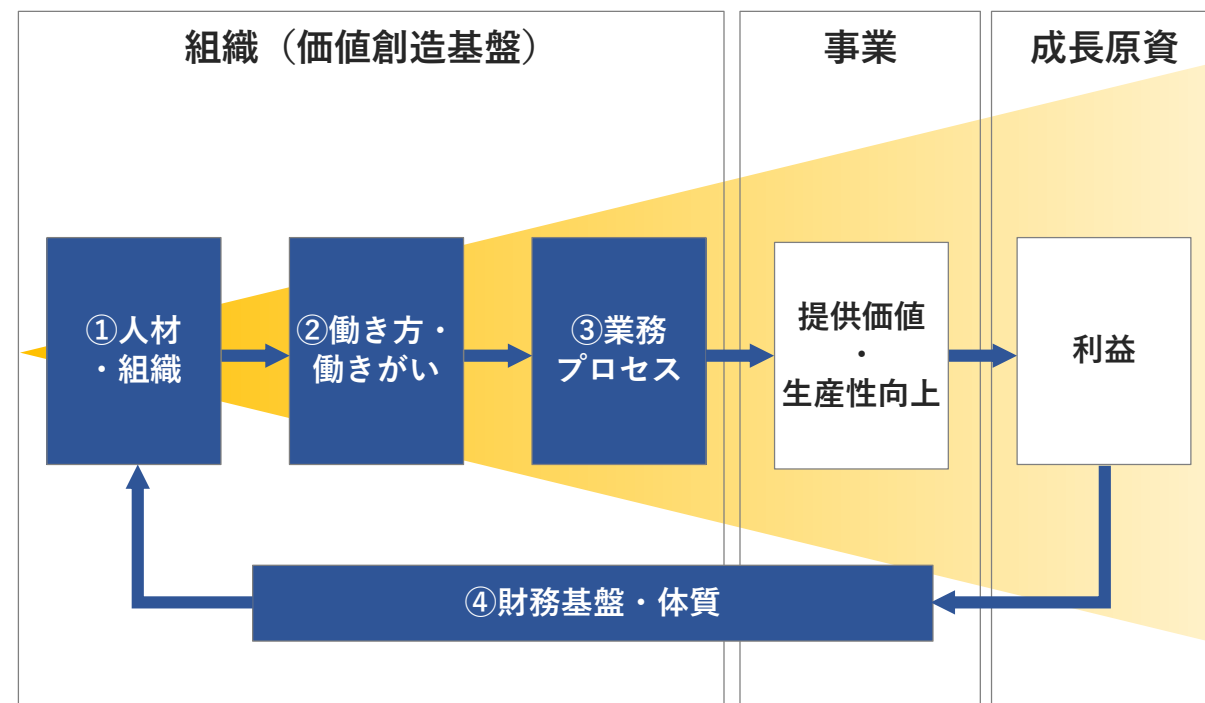 組織（価値創造基盤）
事業
成長原資
①人材
・組織
②働き方・
働きがい
③業務
プロセス
提供価値
・
生産性向上
利益
④財務基盤・体質